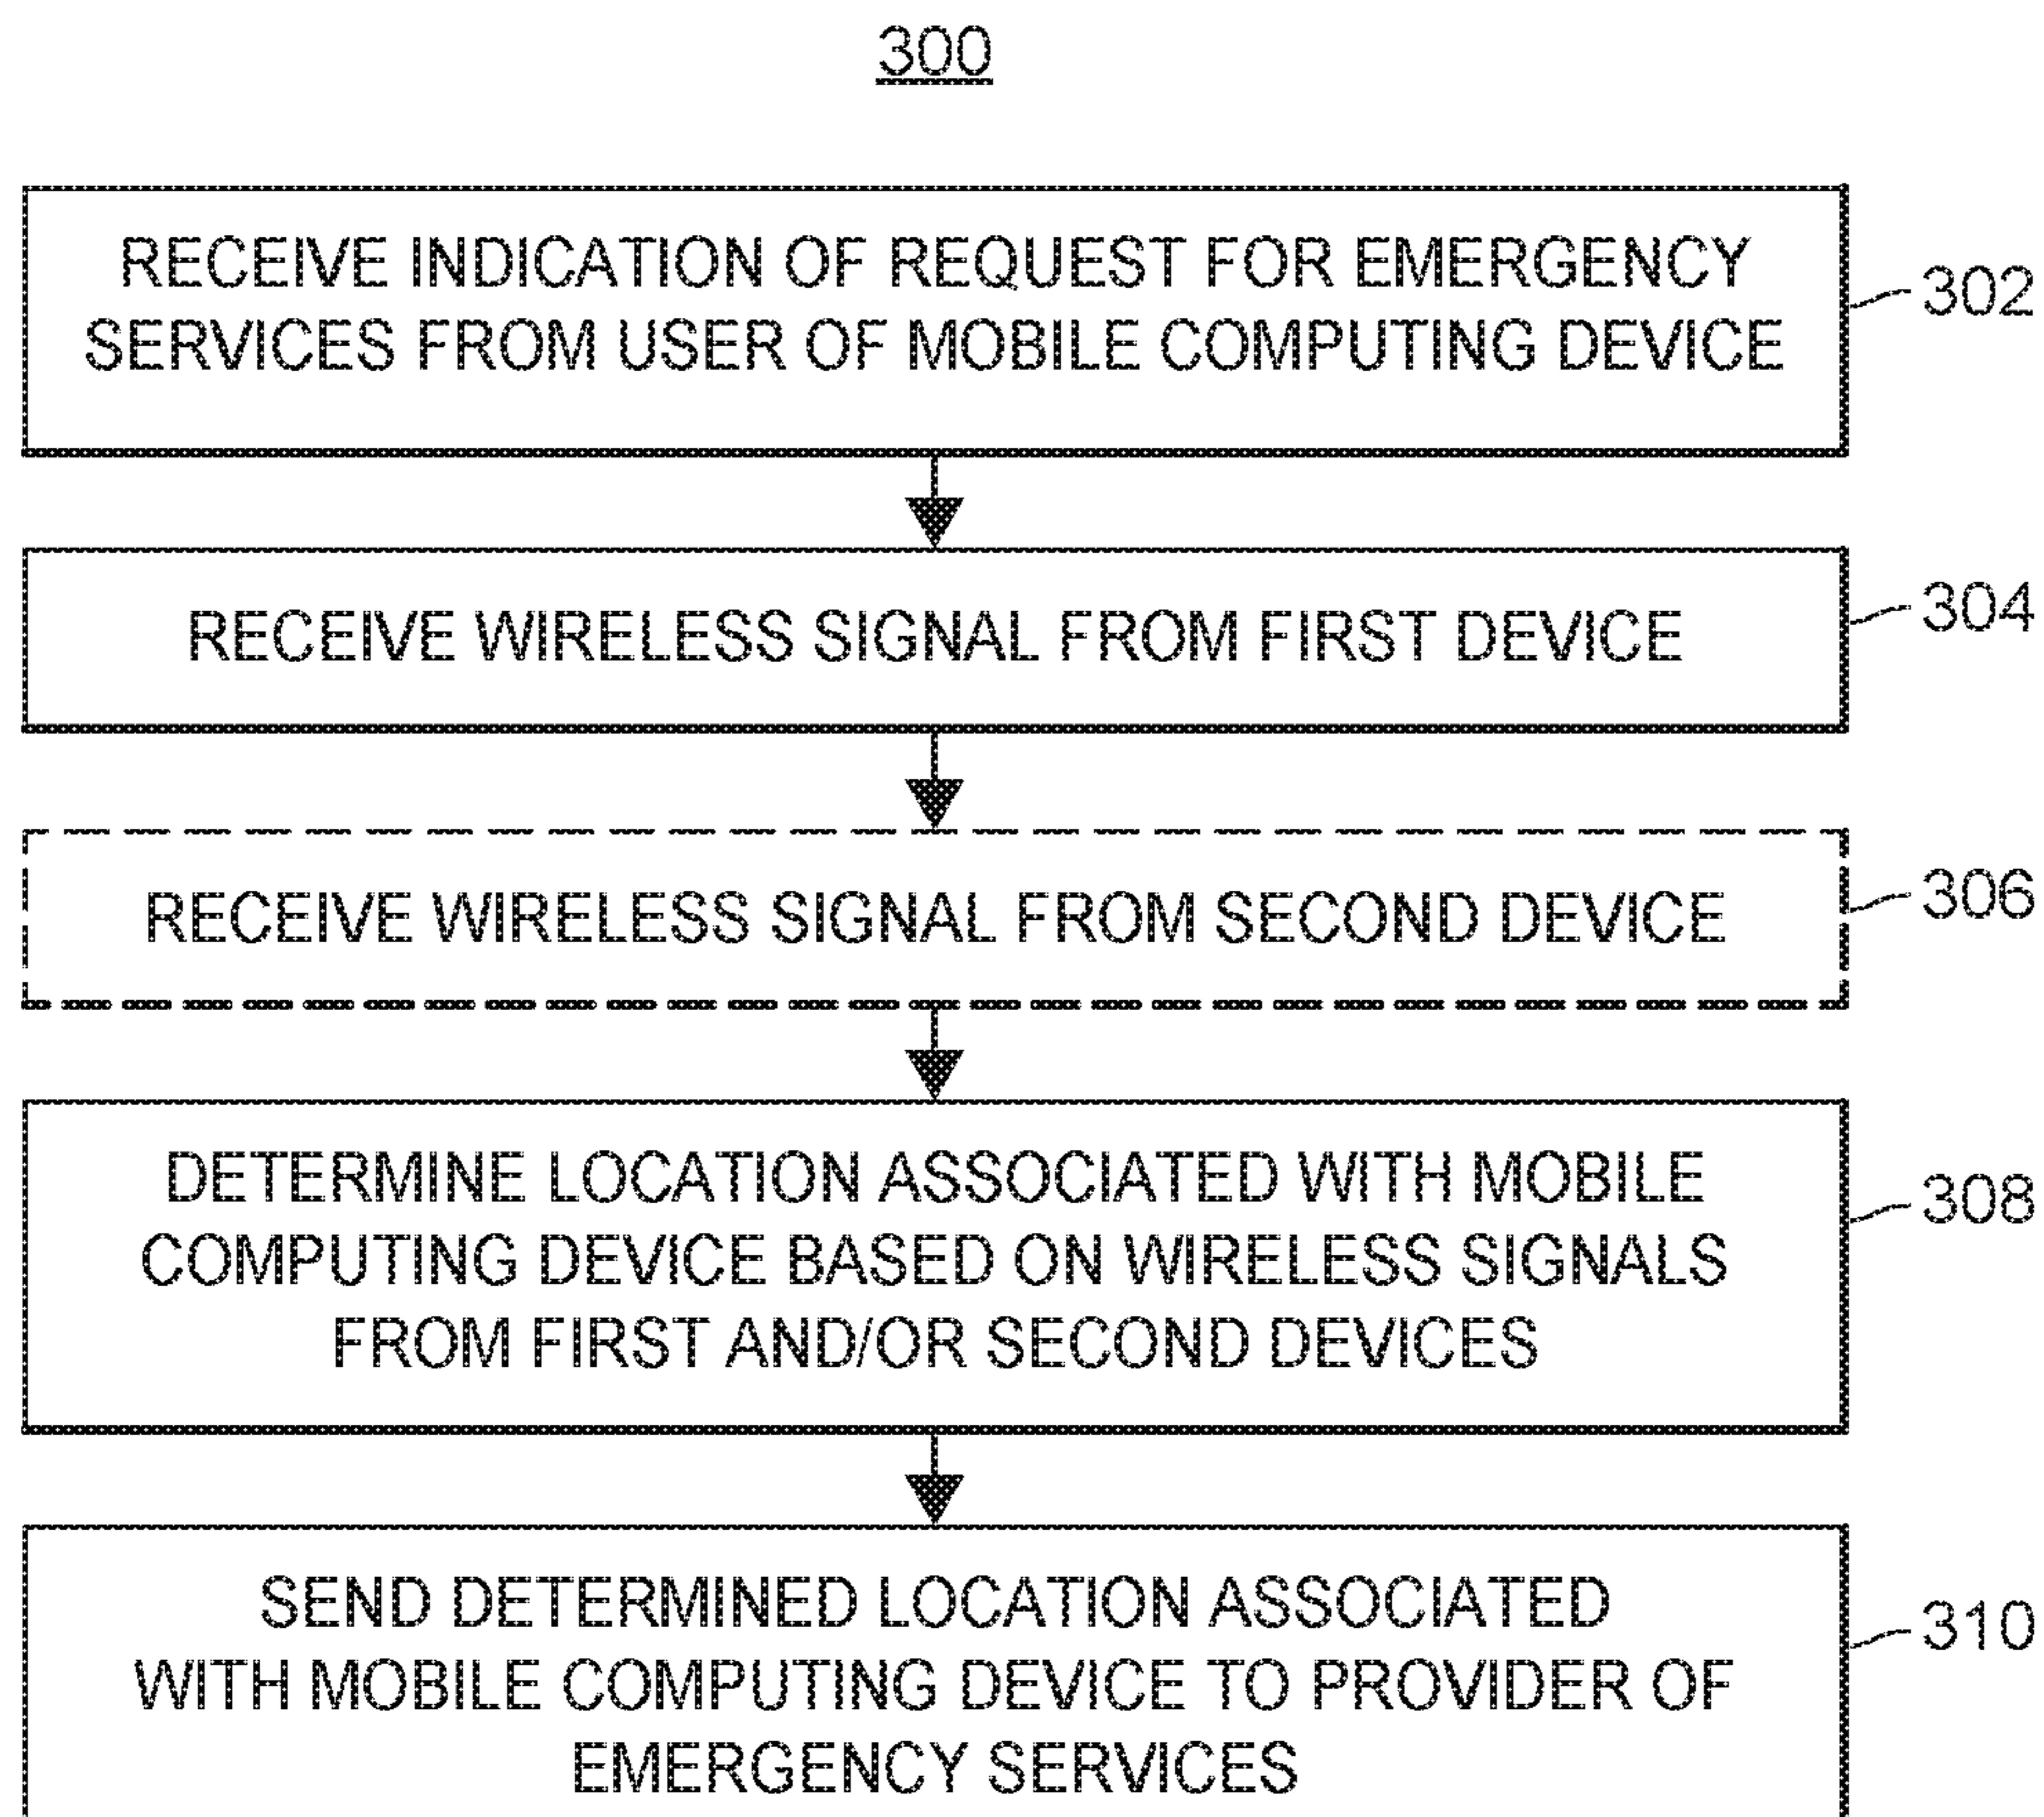 300
RECEIVE INDICATION OF REQUEST FOR EMERGENCY
SERVICES FROM USER OF MOBILE COMPUTING DEVICE
302
RECEIVE WIRELESS SIGNAL FROM FIRST DEVICE
304
RECEIVE WIRELESS SIGNAL FROM SECOND DEVICE
306
DETERMINE LOCATION ASSOCIATED WITH MOBILE
COMPUTING DEVICE BASED ON WIRELESS SIGNALS
FROM FIRST AND/OR SECOND DEVICES
308
SEND DETERMINED LOCATION ASSOCIATED
WITH MOBILE COMPUTING DEVICE TO PROVIDER OF
EMERGENCY SERVICES
310